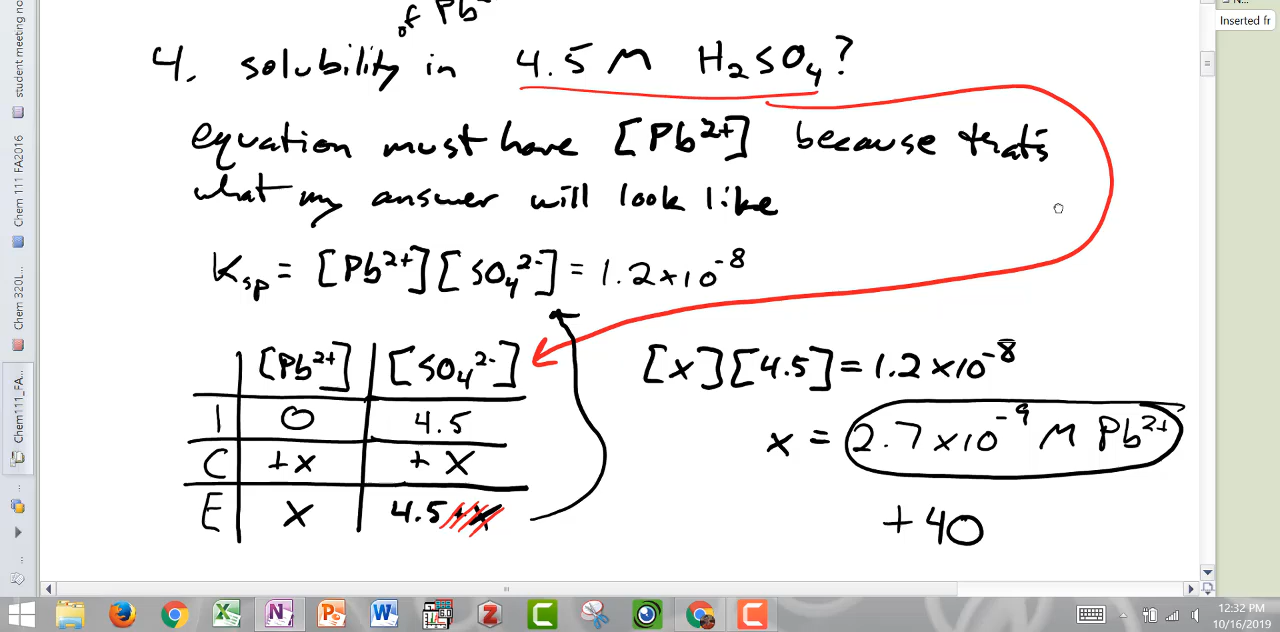 of Pb
4. solubility in 4.5 M H₂SO₄?
equation must have [Pb²⁺] because that's
what my answer will look like
Ksp = [Pb²⁺][SO₄²⁻] = 1.2×10⁻⁸
[Pb²⁺] [SO₄²⁻]
I 0 4.5
C +x +x
E x 4.5+x
[x][4.5] = 1.2×10⁻⁸
x = 2.7×10⁻⁹ M Pb²⁺
+40
Inserted fr
student meeting no
Chem 111 FA2016
Chem 320L
Chem111_FA
12:32 PM
10/16/2019